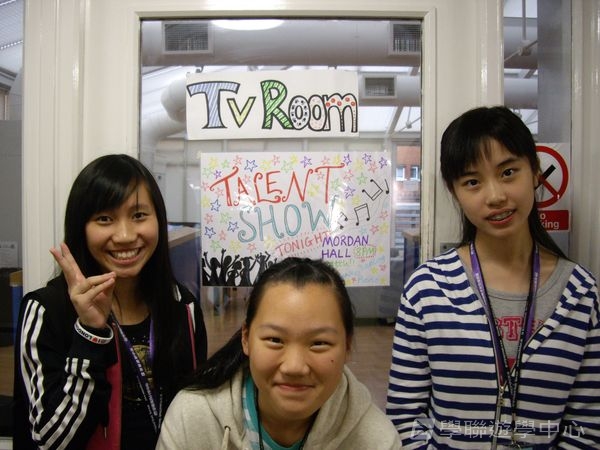 TV ROOM
TALENT
SHOW
TONIGHT
MORDAN
HALL
學聯遊學中心